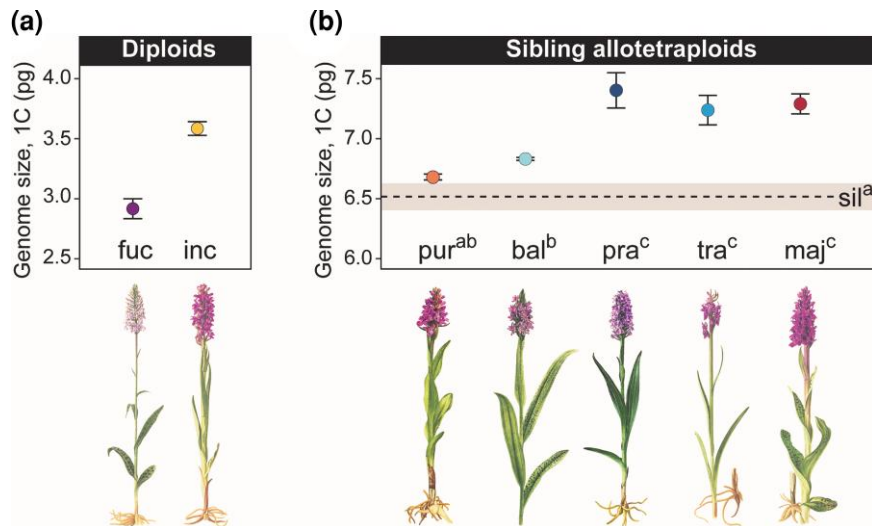 (a)
Diploids
Genome size, 1C (pg)
4.0
3.5
3.0
2.5
fuc inc
(b)
Sibling allotetraploids
Genome size, 1C (pg)
7.5
7.0
6.5
6.0
sil^a
pur^ab bal^b pra^c tra^c maj^c